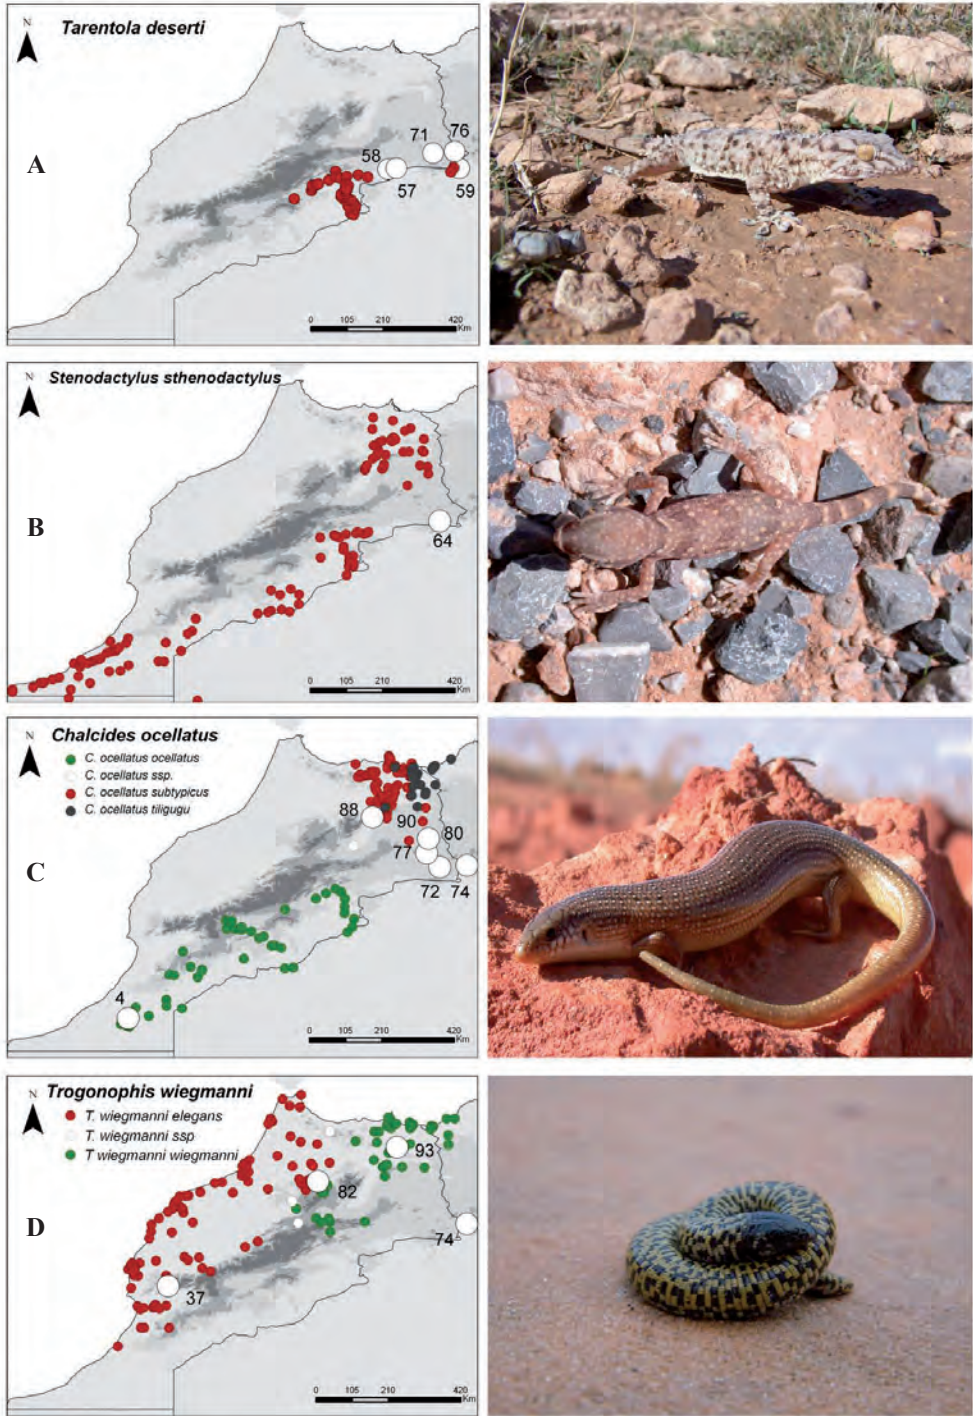 N
Tarentola deserti
A
71
76
58
57
59
0 105 210 420
Km
N
Stenodactylus sthenodactylus
B
64
0 105 210 420
Km
N
Chalcides ocellatus
C. ocellatus ocellatus
C. ocellatus ssp.
C. ocellatus subtypicus
C. ocellatus tiligugu
C
88
90
80
77
72
74
4
0 105 210 420
Km
N
Trogonophis wiegmanni
T. wiegmanni elegans
T. wiegmanni ssp
T wiegmanni wiegmanni
D
93
82
74
37
0 105 210 420
Km